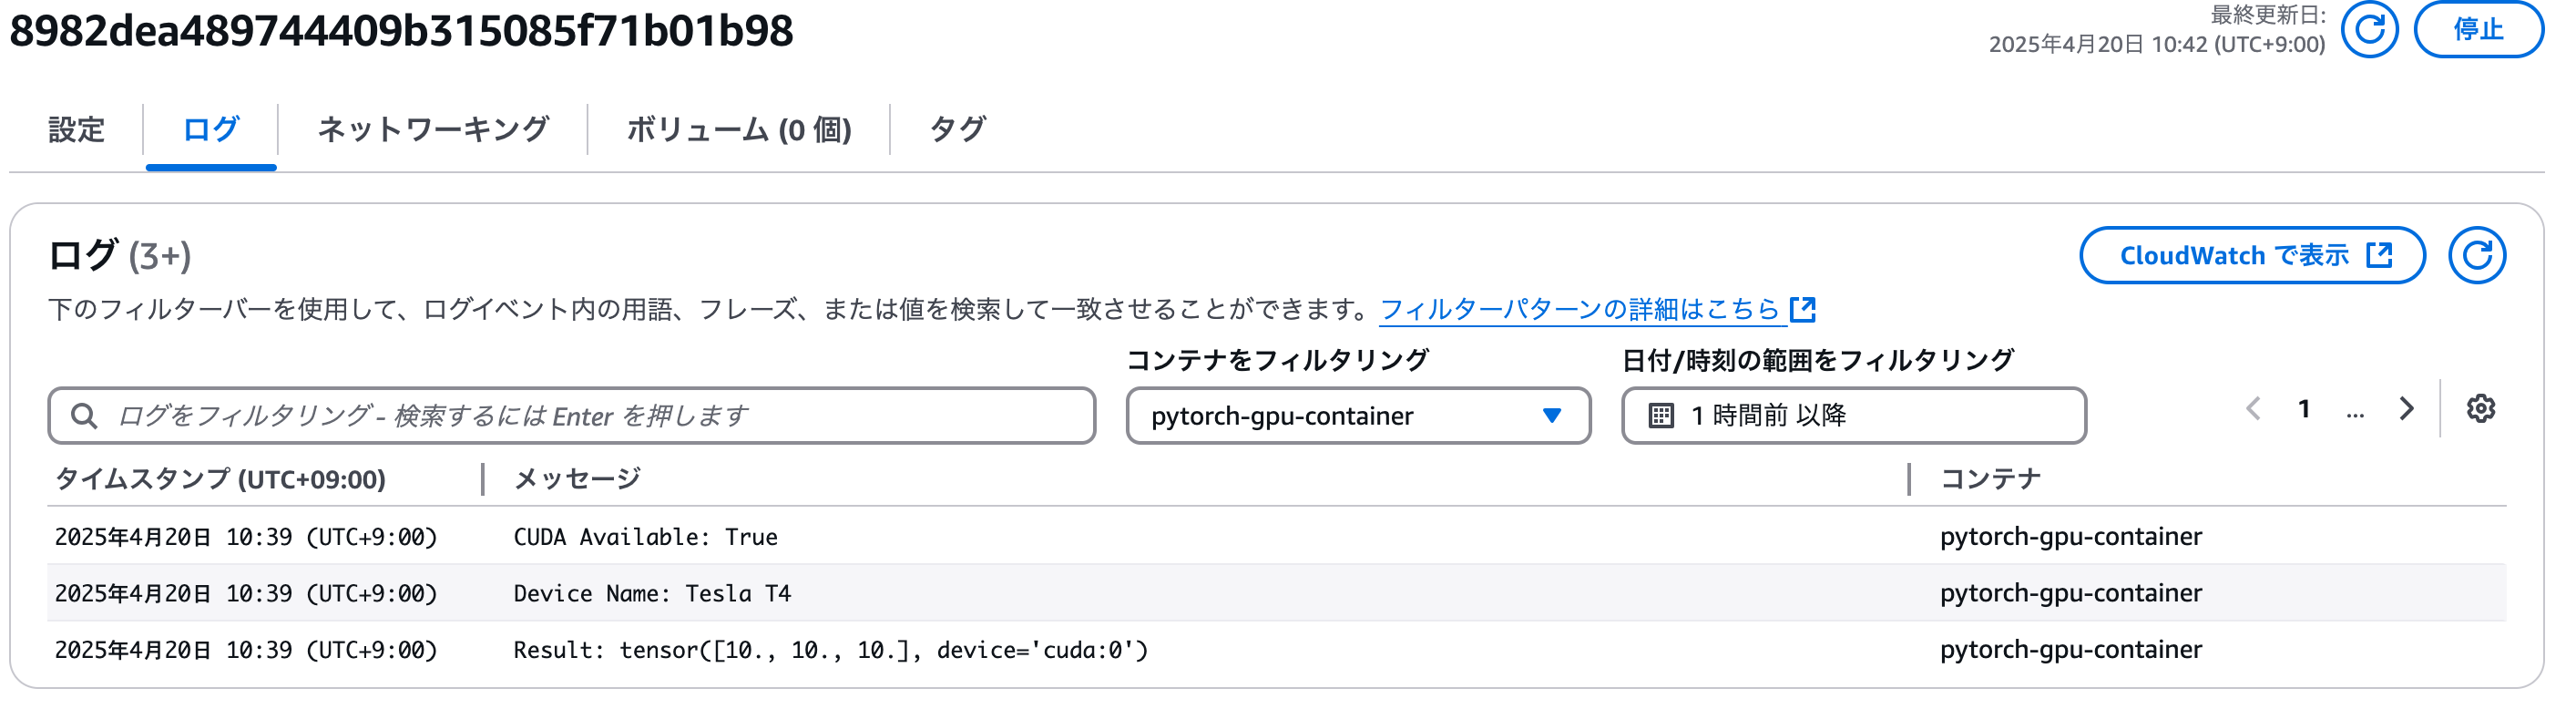 8982dea489744409b315085f71b01b98
最終更新日:
2025年4月20日 10:42 (UTC+9:00)
停止
設定
ログ
ネットワーキング
ボリューム (0 個)
タグ
ログ (3+)
CloudWatch で表示
下のフィルターバーを使用して、ログイベント内の用語、フレーズ、または値を検索して一致させることができます。フィルターパターンの詳細はこちら
コンテナをフィルタリング
日付/時刻の範囲をフィルタリング
ログをフィルタリング - 検索するには Enter を押します
pytorch-gpu-container
1 時間前 以降
1 ...
タイムスタンプ (UTC+09:00) メッセージ コンテナ
2025年4月20日 10:39 (UTC+9:00) CUDA Available: True pytorch-gpu-container
2025年4月20日 10:39 (UTC+9:00) Device Name: Tesla T4 pytorch-gpu-container
2025年4月20日 10:39 (UTC+9:00) Result: tensor([10., 10., 10.], device='cuda:0') pytorch-gpu-container